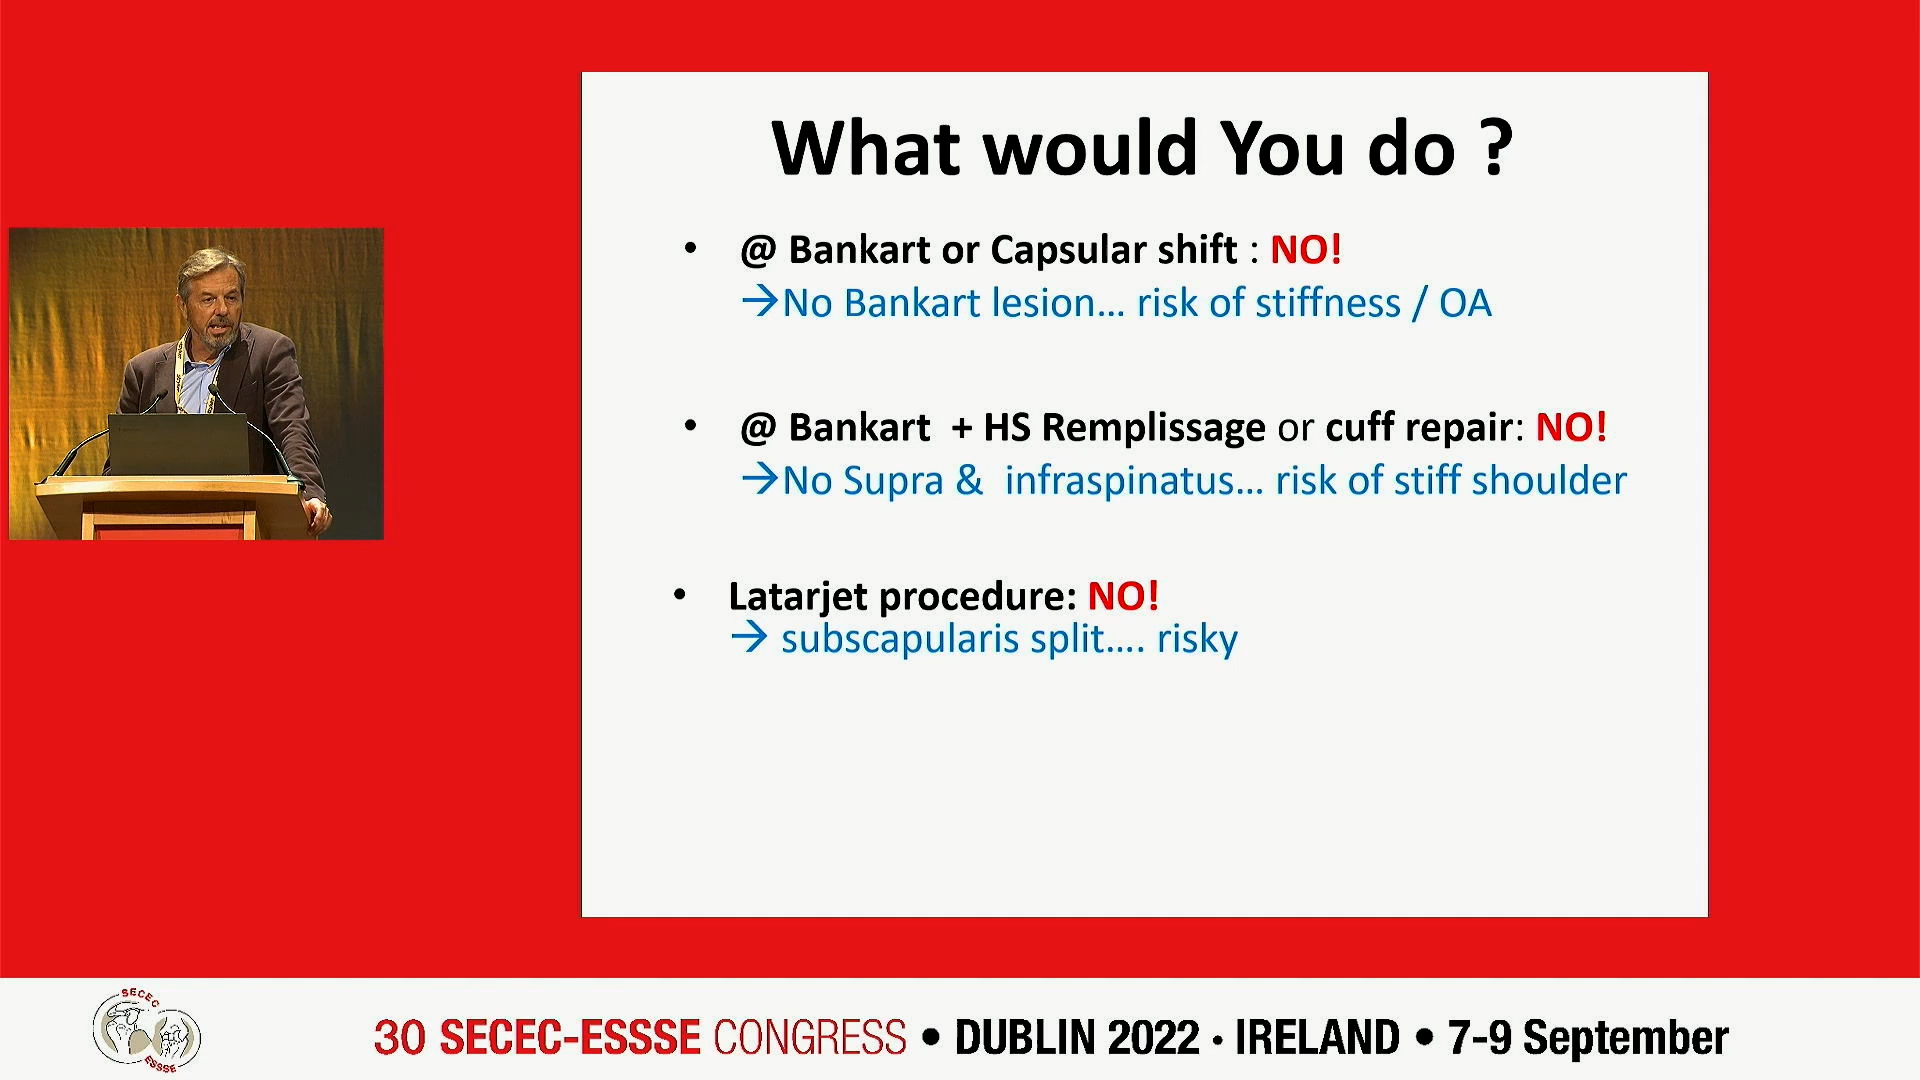 What would You do ?
• @ Bankart or Capsular shift : NO!
→No Bankart lesion... risk of stiffness / OA
• @ Bankart + HS Remplissage or cuff repair: NO!
→No Supra & infraspinatus... risk of stiff shoulder
• Latarjet procedure: NO!
→ subscapularis split.... risky
SECEC
ESSSE
30 SECEC-ESSSE CONGRESS • DUBLIN 2022 • IRELAND • 7-9 September